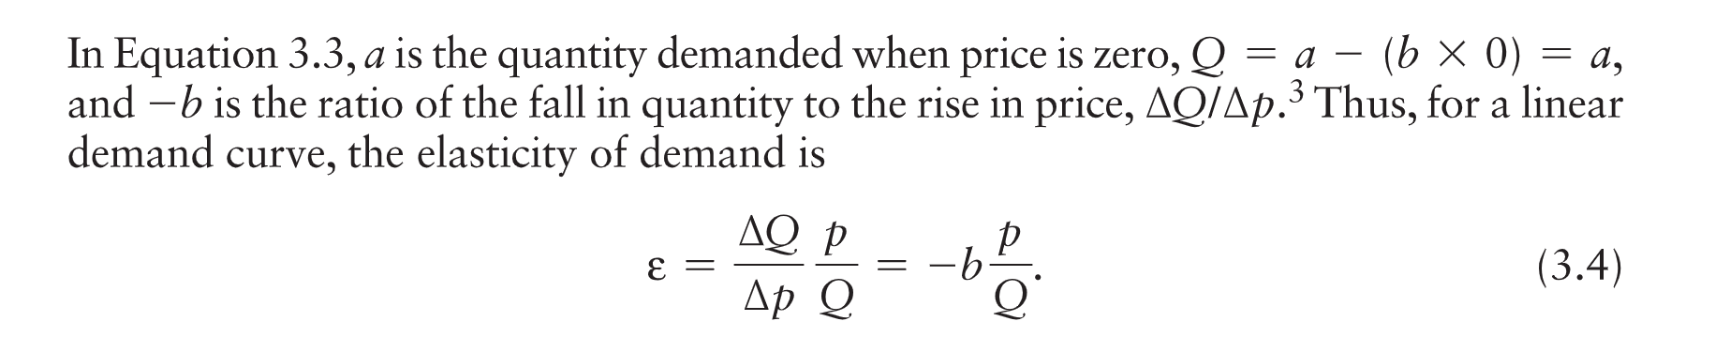 In Equation 3.3, a is the quantity demanded when price is zero, Q = a − (b × 0) = a,
and −b is the ratio of the fall in quantity to the rise in price, ΔQ/Δp.³ Thus, for a linear
demand curve, the elasticity of demand is
ε = ΔQ/Δp p/Q = −b p/Q. (3.4)